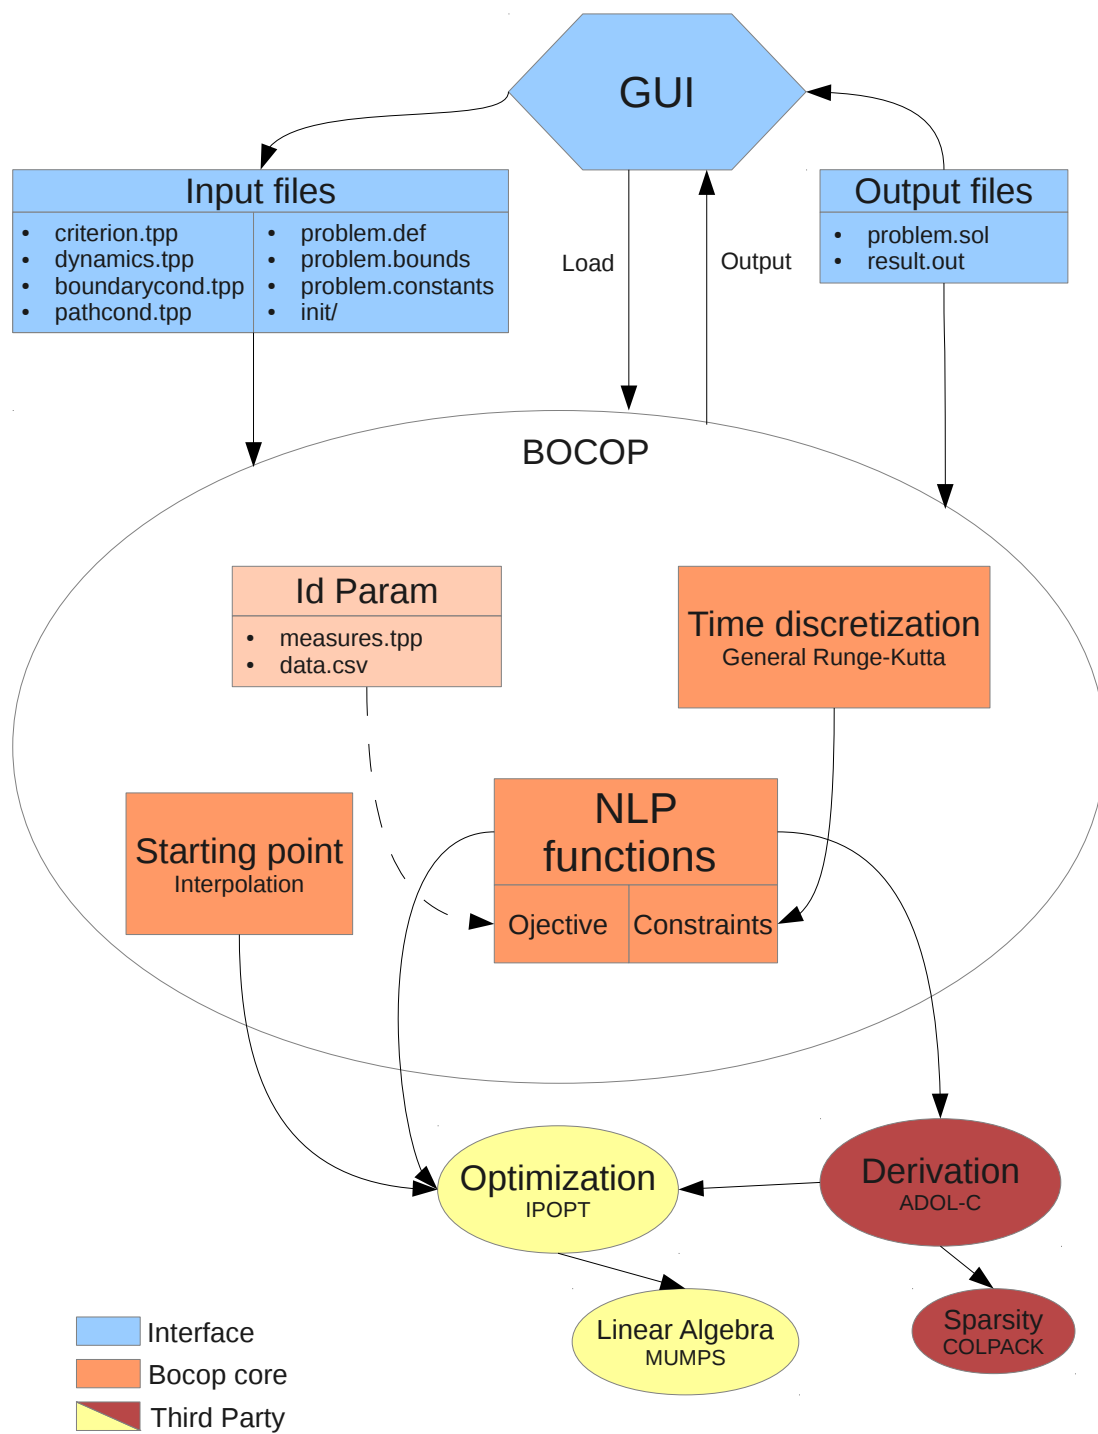 GUI
Input files
• criterion.tpp
• dynamics.tpp
• boundarycond.tpp
• pathcond.tpp
• problem.def
• problem.bounds
• problem.constants
• init/
Load
Output
Output files
• problem.sol
• result.out
BOCOP
Id Param
• measures.tpp
• data.csv
Time discretization
General Runge-Kutta
Starting point
Interpolation
NLP
functions
Ojective
Constraints
Optimization
IPOPT
Derivation
ADOL-C
Linear Algebra
MUMPS
Sparsity
COLPACK
Interface
Bocop core
Third Party